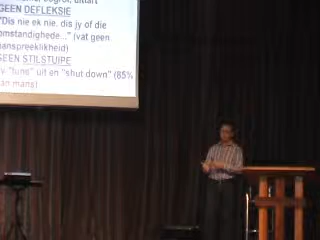 GEEN DEFLEKSIE
"Dis nie ek nie. dis jy of die
omstandighede..." (vat geen
aanspreeklikheid)
GEEN STILSTUIPE
"tune" uit en "shut down" (85%
mans)